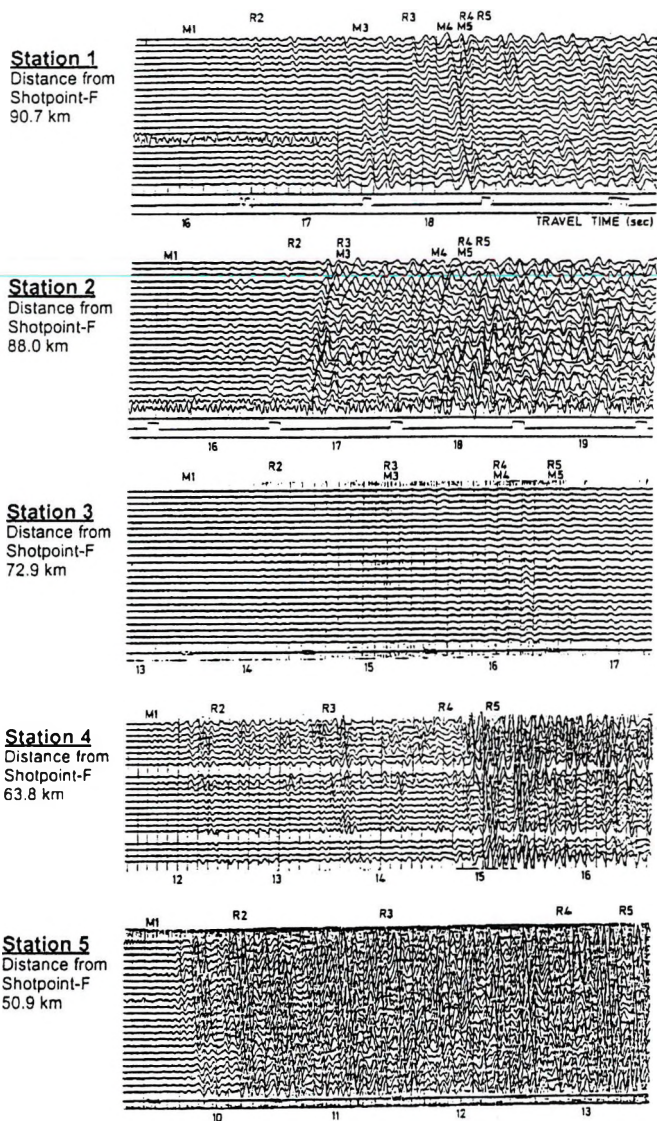 R2 R3 R4 R5
M1 M3 M4 M5
Station 1
Distance from
Shotpoint-F
90.7 km
16 17 18 TRAVEL TIME (sec)
R2 R3 R4 R5
M1 M3 M4 M5
Station 2
Distance from
Shotpoint-F
88.0 km
16 17 18 19
R2 R3 R4 R5
M1 M3 M4 M5
Station 3
Distance from
Shotpoint-F
72.9 km
13 14 15 16 17
M1 R2 R3 R4 R5
Station 4
Distance from
Shotpoint-F
63.8 km
12 13 14 15 16
M1 R2 R3 R4 R5
Station 5
Distance from
Shotpoint-F
50.9 km
10 11 12 13